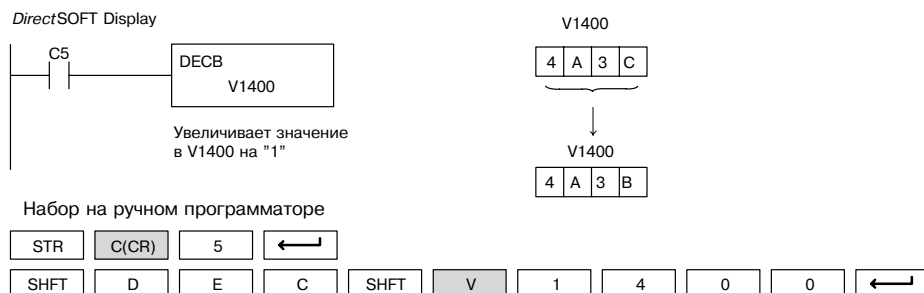 DirectSOFT Display
C5
DECB
V1400
Увеличивает значение
в V1400 на ”1”
V1400
4 A 3 C
V1400
4 A 3 B
Набор на ручном программаторе
STR C(CR) 5
SHFT D E C SHFT V 1 4 0 0